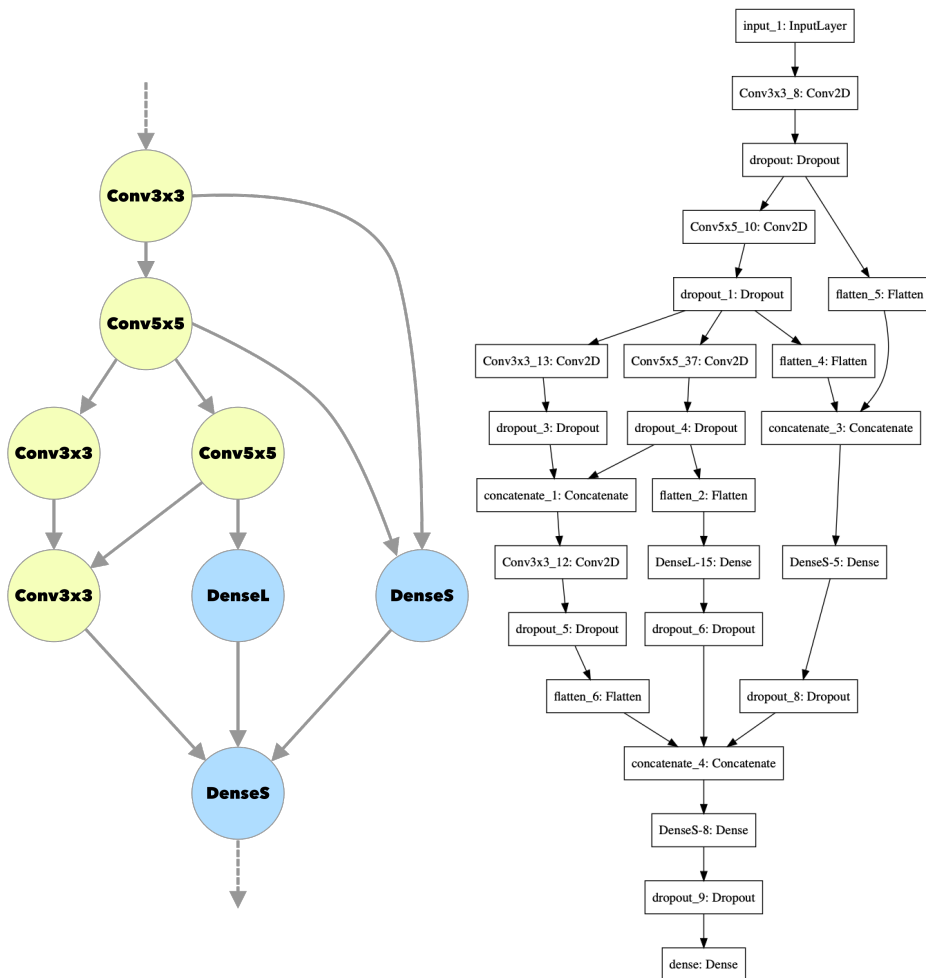 Conv3x3
Conv5x5
Conv3x3
Conv5x5
Conv3x3
DenseL
DenseS
DenseS
input_1: InputLayer
Conv3x3_8: Conv2D
dropout: Dropout
Conv5x5_10: Conv2D
dropout_1: Dropout
flatten_5: Flatten
Conv3x3_13: Conv2D
Conv5x5_37: Conv2D
flatten_4: Flatten
dropout_3: Dropout
dropout_4: Dropout
concatenate_3: Concatenate
concatenate_1: Concatenate
flatten_2: Flatten
Conv3x3_12: Conv2D
DenseL-15: Dense
DenseS-5: Dense
dropout_5: Dropout
dropout_6: Dropout
flatten_6: Flatten
dropout_8: Dropout
concatenate_4: Concatenate
DenseS-8: Dense
dropout_9: Dropout
dense: Dense